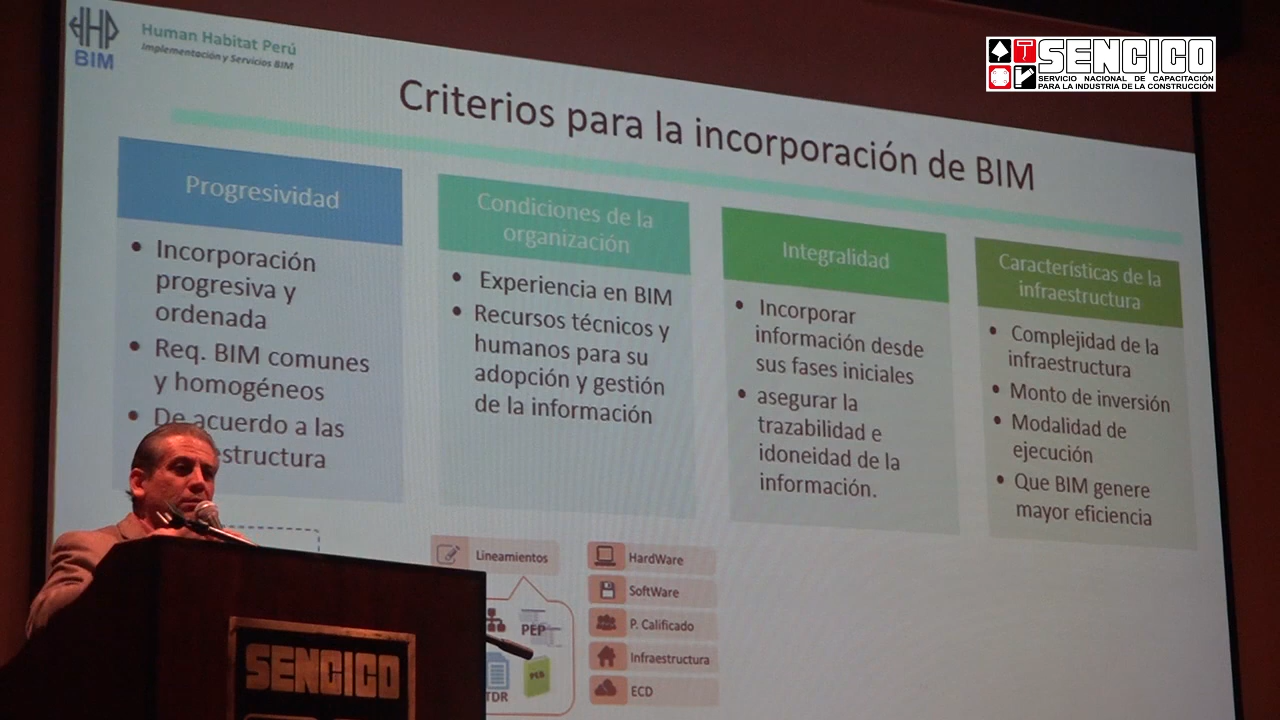 BIM
Human Habitat Perú
Implementación y Servicios BIM
SENCICO
SERVICIO NACIONAL DE CAPACITACIÓN
PARA LA INDUSTRIA DE LA CONSTRUCCIÓN
Criterios para la incorporación de BIM
Progresividad
• Incorporación
progresiva y
ordenada
• Req. BIM comunes
y homogéneos
• De acuerdo a las
structura
Condiciones de la
organización
• Experiencia en BIM
• Recursos técnicos y
humanos para su
adopción y gestión
de la información
Integralidad
• Incorporar
información desde
sus fases iniciales
• asegurar la
trazabilidad e
idoneidad de la
información.
Características de la
infraestructura
• Complejidad de la
infraestructura
• Monto de inversión
• Modalidad de
ejecución
• Que BIM genere
mayor eficiencia
Lineamientos
PEP
TDR
HardWare
SoftWare
P. Calificado
Infraestructura
ECD
SENCICO